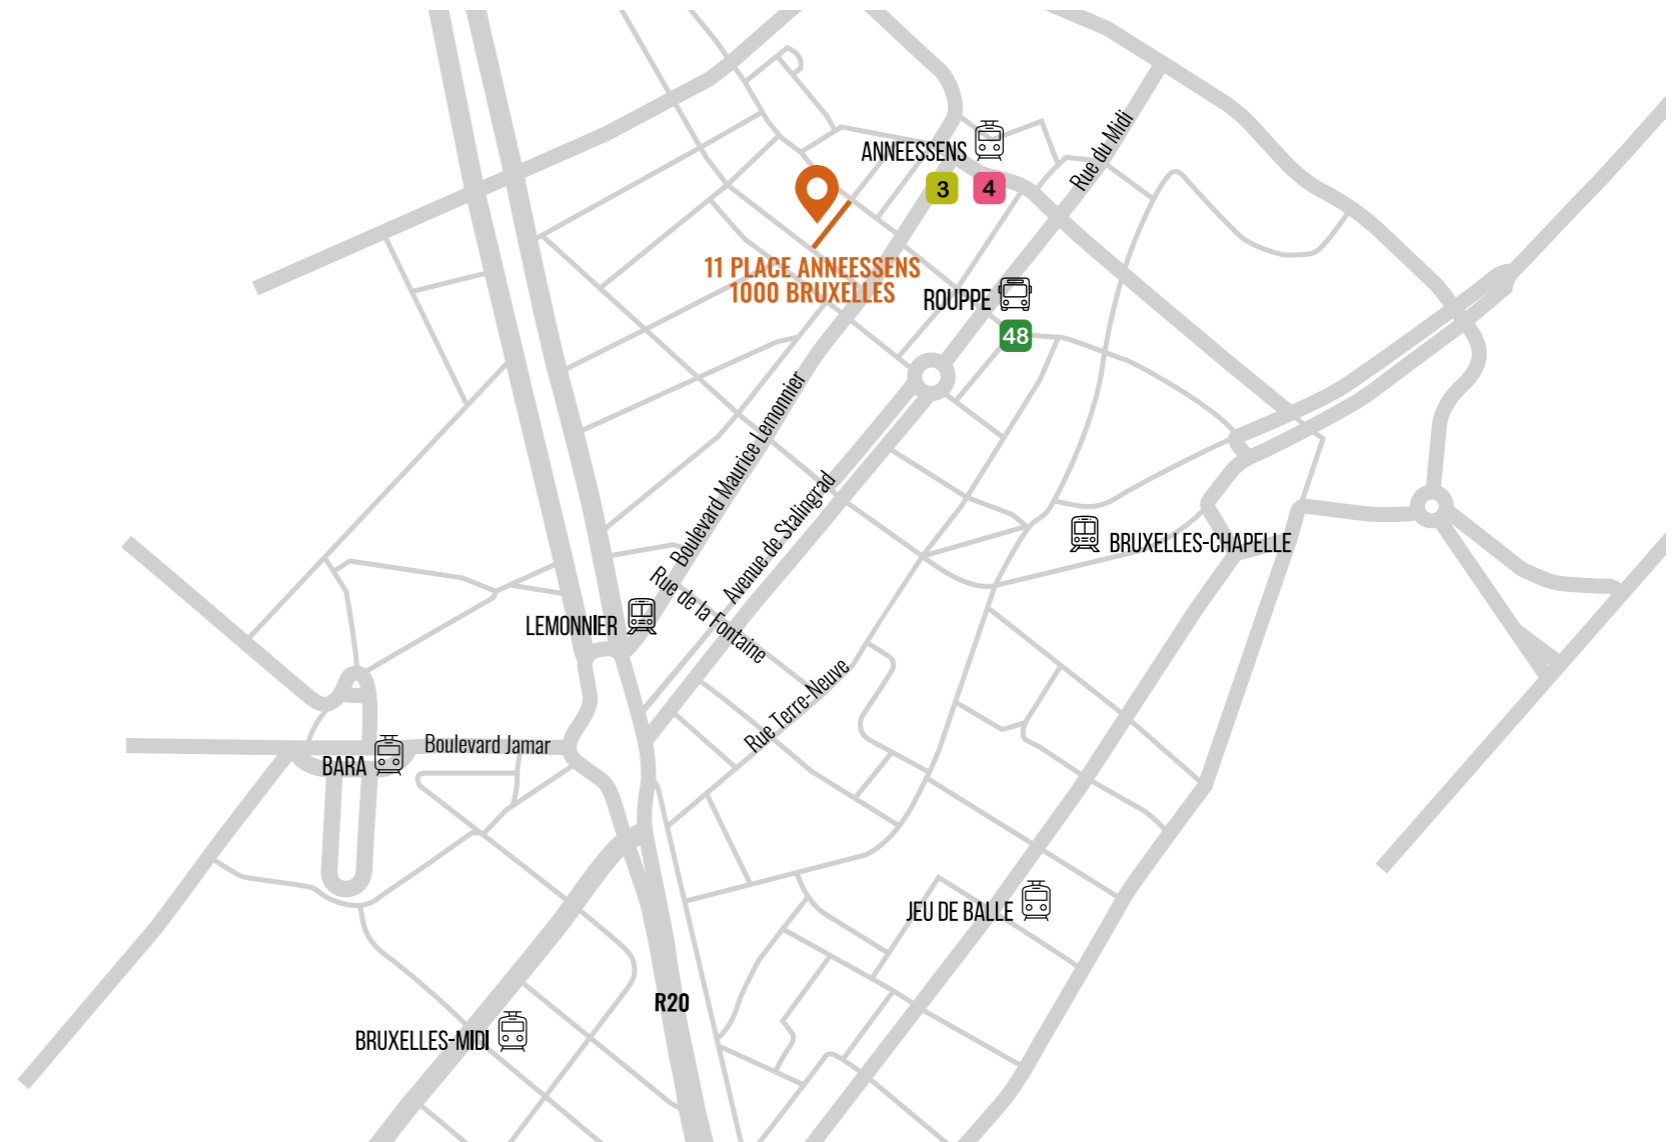 Rue du Midi
ANNEESSENS
3 4
11 PLACE ANNEESSENS
1000 BRUXELLES
ROUPPE
48
Boulevard Maurice Lemonnier
Avenue de Stalingrad
BRUXELLES-CHAPELLE
Rue de la Fontaine
LEMONNIER
Rue Terre-Neuve
Boulevard Jamar
BARA
JEU DE BALLE
R20
BRUXELLES-MIDI